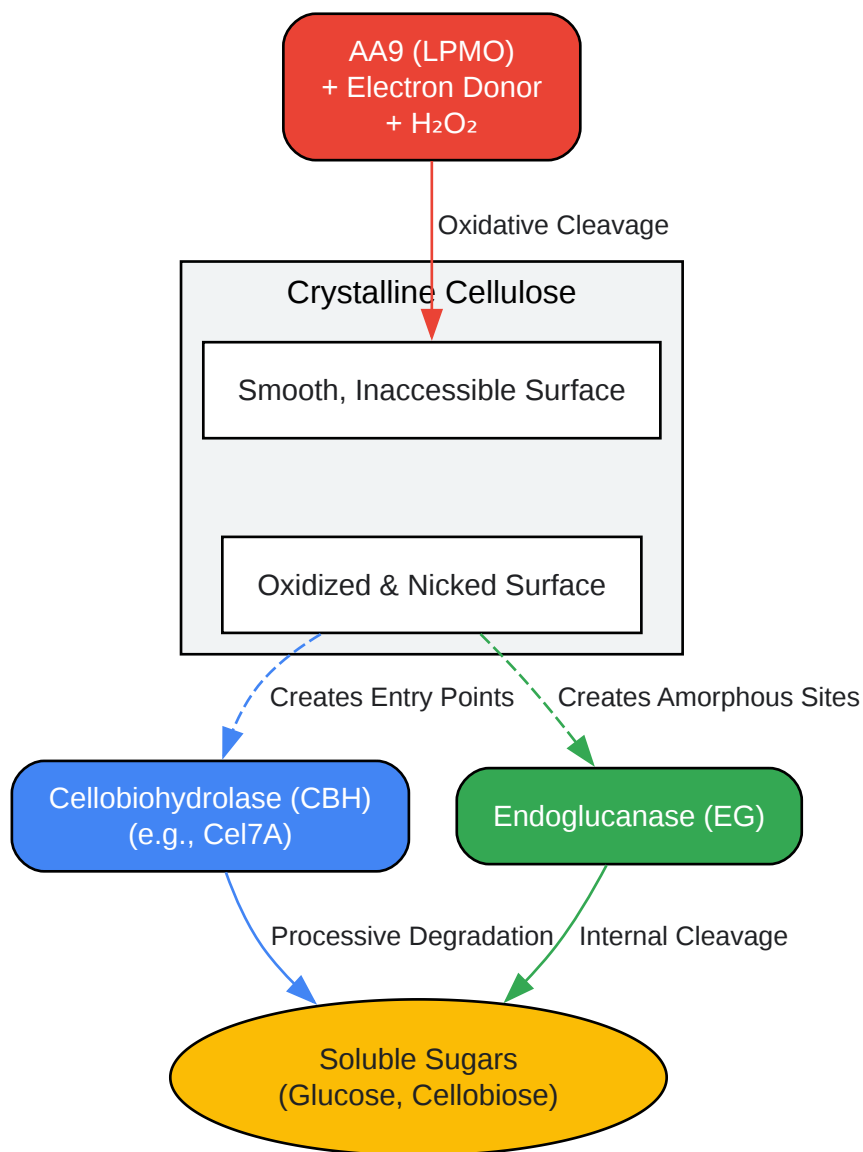 AA9 (LPMO)
+ Electron Donor
+ H₂O₂
Oxidative Cleavage
Crystalline Cellulose
Smooth, Inaccessible Surface
Oxidized & Nicked Surface
Creates Entry Points
Creates Amorphous Sites
Cellobiohydrolase (CBH)
(e.g., Cel7A)
Endoglucanase (EG)
Processive Degradation
Internal Cleavage
Soluble Sugars
(Glucose, Cellobiose)